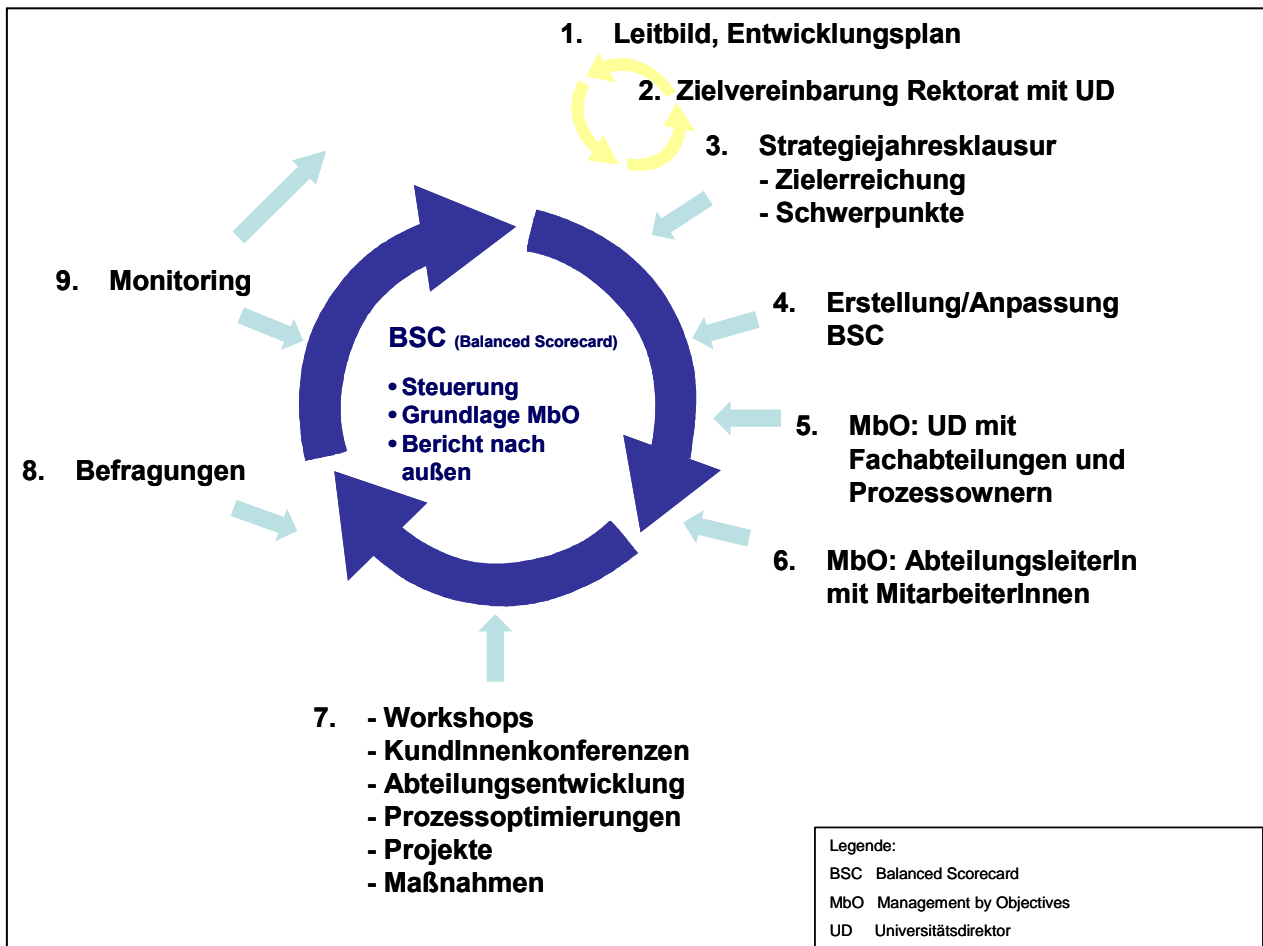 1. Leitbild, Entwicklungsplan
2. Zielvereinbarung Rektorat mit UD
3. Strategiejahresklausur
- Zielerreichung
- Schwerpunkte
4. Erstellung/Anpassung
BSC
5. MbO: UD mit
Fachabteilungen und
Prozessownern
6. MbO: AbteilungsleiterIn
mit MitarbeiterInnen
7. - Workshops
- KundInnenkonferenzen
- Abteilungsentwicklung
- Prozessoptimierungen
- Projekte
- Maßnahmen
8. Befragungen
9. Monitoring
BSC (Balanced Scorecard)
• Steuerung
• Grundlage MbO
• Bericht nach
außen
Legende:
BSC Balanced Scorecard
MbO Management by Objectives
UD Universitätsdirektor